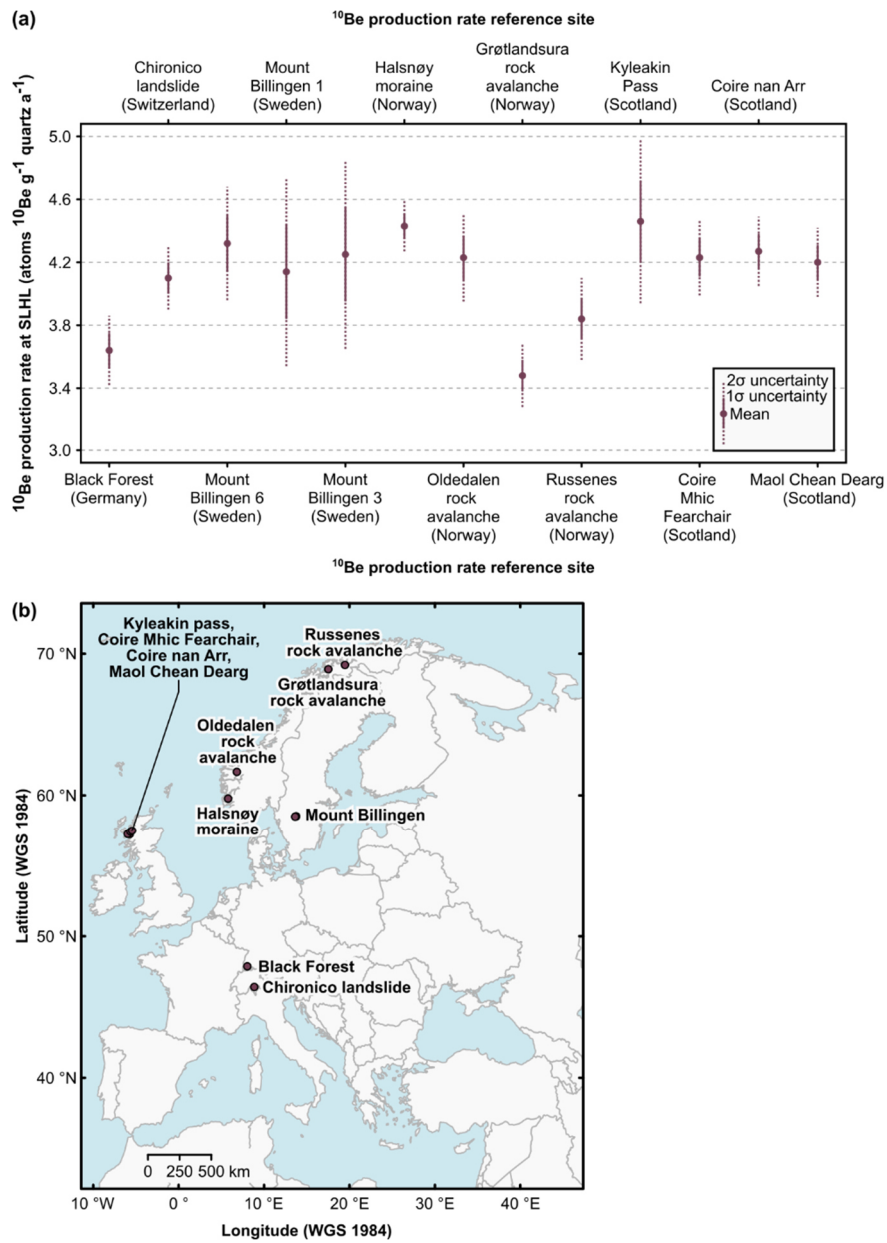 (a)
¹⁰Be production rate reference site
Chironico
landslide
(Switzerland)
Mount
Billingen 1
(Sweden)
Halsnøy
moraine
(Norway)
Grøtlandsura
rock
avalanche
(Norway)
Kyleakin
Pass
(Scotland)
Coire nan Arr
(Scotland)
¹⁰Be production rate at SLHL (atoms ¹⁰Be g⁻¹ quartz a⁻¹)
5.0
4.6
4.2
3.8
3.4
3.0
2σ uncertainty
1σ uncertainty
Mean
Black Forest
(Germany)
Mount
Billingen 6
(Sweden)
Mount
Billingen 3
(Sweden)
Oldedalen
rock
avalanche
(Norway)
Russenes
rock
avalanche
(Norway)
Coire
Mhic
Fearchair
(Scotland)
Maol Chean Dearg
(Scotland)
¹⁰Be production rate reference site
(b)
Kyleakin pass,
Coire Mhic Fearchair,
Coire nan Arr,
Maol Chean Dearg
Russenes
rock avalanche
Grøtlandsura
rock avalanche
Oldedalen
rock
avalanche
Halsnøy
moraine
Mount Billingen
Black Forest
Chironico landslide
Latitude (WGS 1984)
70 °N
60 °N
50 °N
40 °N
0 250 500 km
10 °W 0 ° 10 °E 20 °E 30 °E 40 °E
Longitude (WGS 1984)